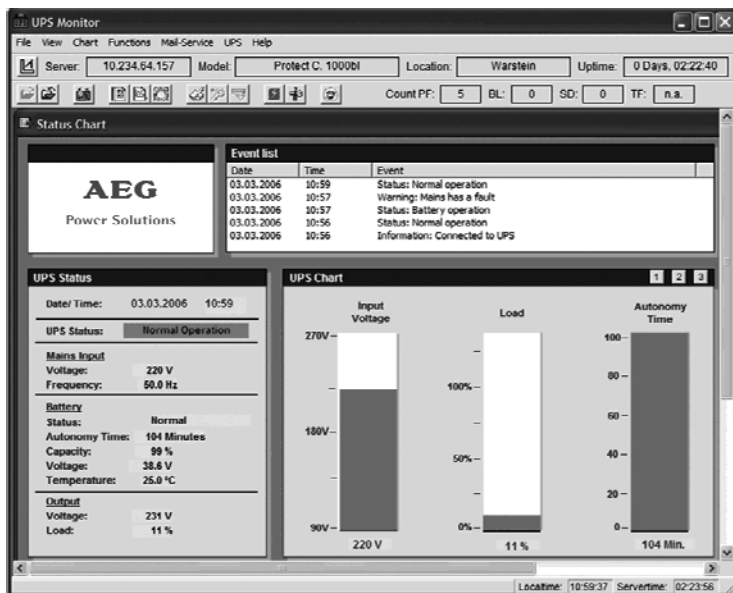 UPS Monitor
File View Chart Functions Mail-Service UPS Help
Server: 10.234.64.157 Model: Protect C. 1000bl Location: Warstein Uptime: 0 Days, 02:22:40
Count PF: 5 BL: 0 SD: 0 TF: n.a.
Status Chart
AEG
Power Solutions
Event list
Date Time Event
03.03.2006 10:59 Status: Normal operation
03.03.2006 10:57 Warning: Mains has a fault
03.03.2006 10:57 Status: Battery operation
03.03.2006 10:56 Status: Normal operation
03.03.2006 10:56 Information: Connected to UPS
UPS Status
Date/ Time: 03.03.2006 10:59
UPS Status: Normal Operation
Mains Input
Voltage: 220 V
Frequency: 50.0 Hz
Battery
Status: Normal
Autonomy Time: 104 Minutes
Capacity: 99 %
Voltage: 38.6 V
Temperature: 25.0 °C
Output
Voltage: 231 V
Load: 11 %
UPS Chart 1 2 3
Input
Voltage
270V
180V
90V
220 V
Load
100%
50%
0%
11 %
Autonomy
Time
100
80
60
40
20
0
104 Min.
Localtime: 10:59:37 Servertime: 02:23:56